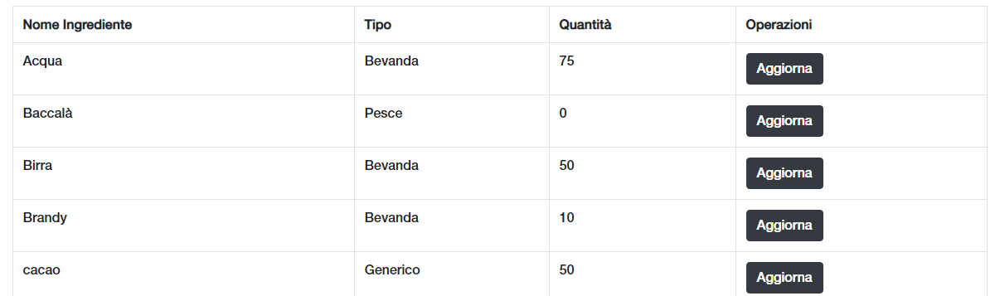 Nome Ingrediente Tipo Quantità Operazioni
Acqua Bevanda 75 Aggiorna
Baccalà Pesce 0 Aggiorna
Birra Bevanda 50 Aggiorna
Brandy Bevanda 10 Aggiorna
cacao Generico 50 Aggiorna